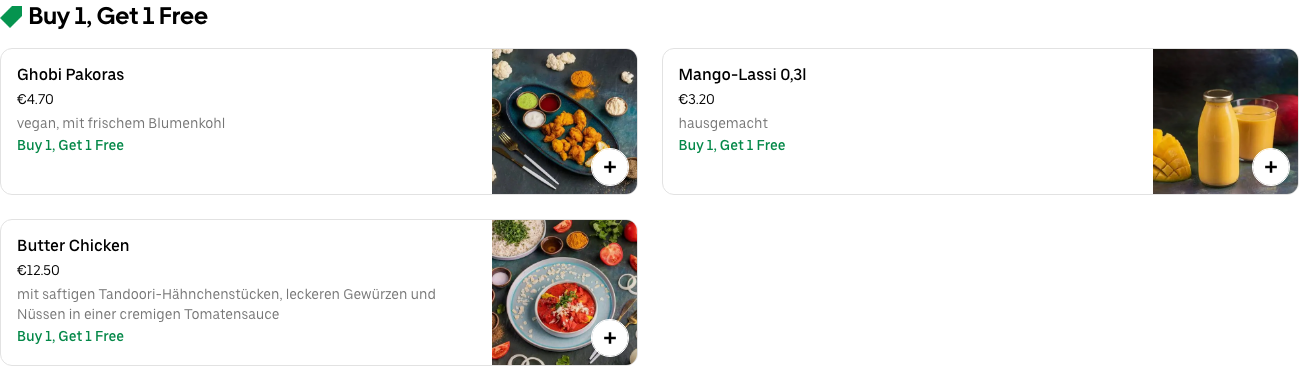 Buy 1, Get 1 Free
Ghobi Pakoras
€4.70
vegan, mit frischem Blumenkohl
Buy 1, Get 1 Free
Mango-Lassi 0,3l
€3.20
hausgemacht
Buy 1, Get 1 Free
Butter Chicken
€12.50
mit saftigen Tandoori-Hähnchenstücken, leckeren Gewürzen und
Nüssen in einer cremigen Tomatensauce
Buy 1, Get 1 Free